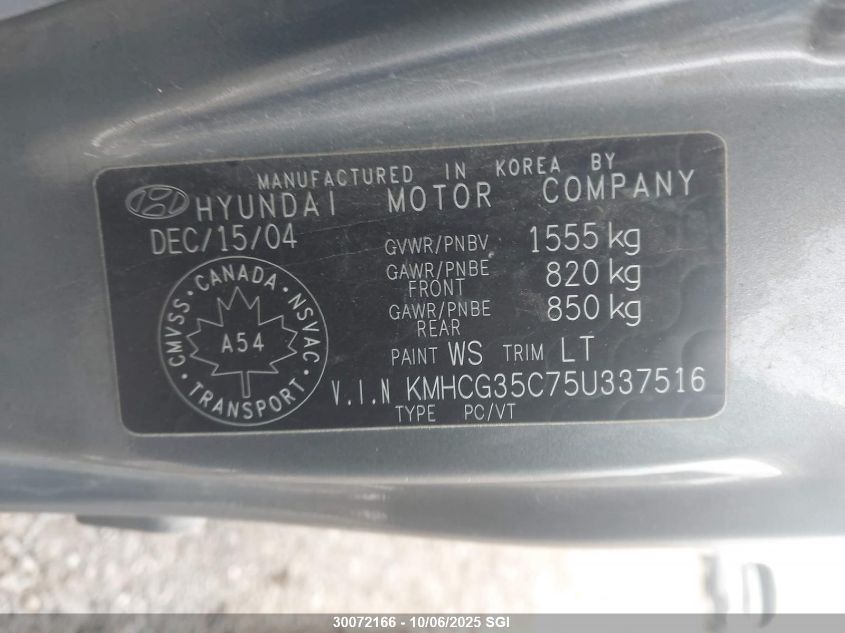 MANUFACTURED IN KOREA BY
HYUNDAI MOTOR COMPANY
DEC/15/04
GVWR/PNBV 1555 kg
GAWR/PNBE FRONT 820 kg
GAWR/PNBE REAR 850 kg
PAINT WS TRIM LT
CMVSS · CANADA · NSVAC
A54
TRANSPORT
V.I.N KMHCG35C75U337516
TYPE PC/VT
30072166 - 10/06/2025 SGI